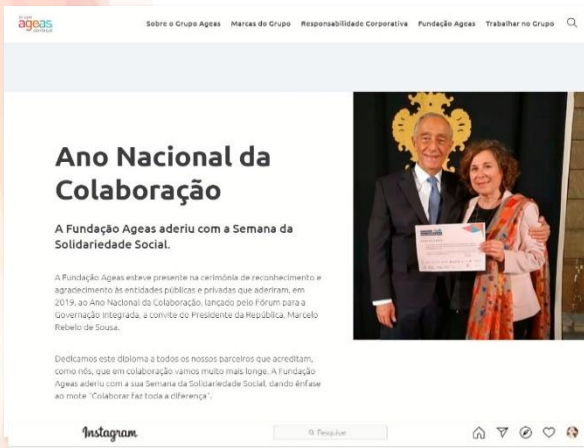 ageas
Sobre o Grupo Ageas Marcas do Grupo Responsabilidade Corporativa Fundação Ageas Trabalhar no Grupo
Ano Nacional da
Colaboração
A Fundação Ageas aderiu com a Semana da
Solidariedade Social.
A Fundação Ageas esteve presente na cerimónia de reconhecimento e
agradecimento às entidades públicas e privadas que aderiram, em
2019, ao Ano Nacional da Colaboração, lançado pelo Fórum para a
Governação Integrada, a convite do Presidente da República, Marcelo
Rebelo de Sousa.
Dedicamos este diploma a todos os nossos parceiros que acreditam,
como nós, que em colaboração vamos muito mais longe. A Fundação
Ageas aderiu com a sua Semana da Solidariedade Social, dando ênfase
ao mote "Colaborar faz toda a diferença".
Instagram Pesquisar